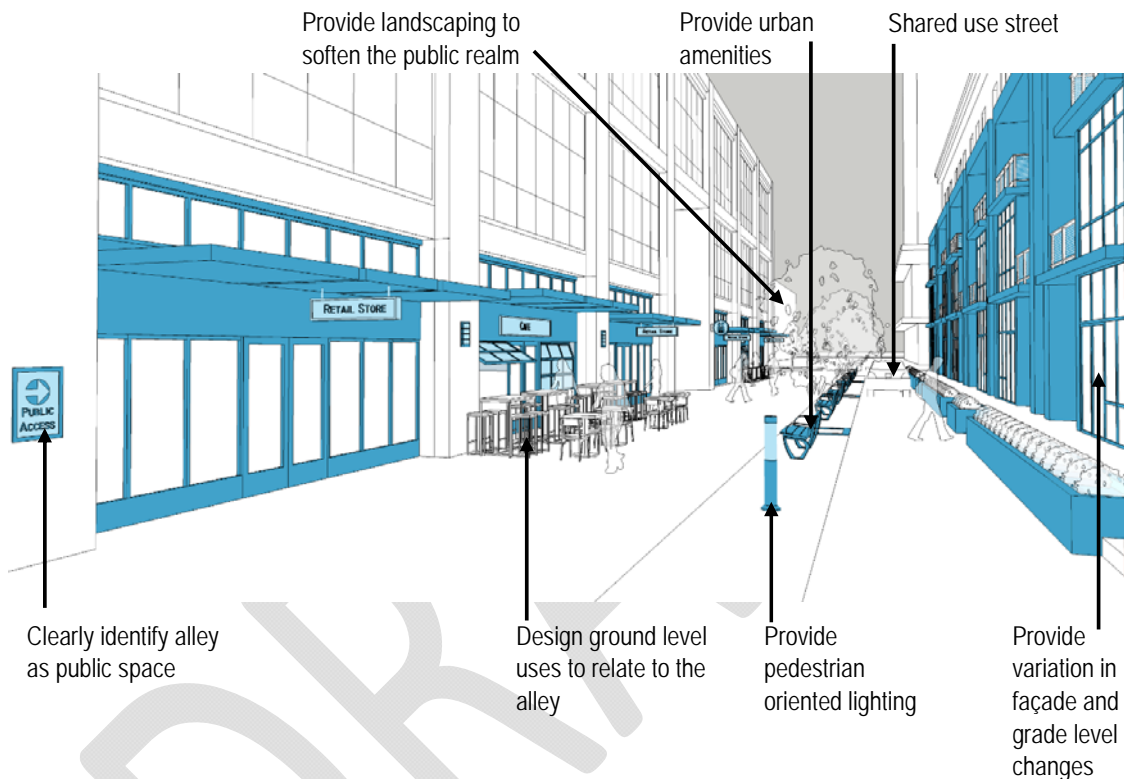 Provide landscaping to
soften the public realm
Provide urban
amenities
Shared use street
RETAIL STORE
CAFE
RETAIL STORE
PUBLIC
ACCESS
Clearly identify alley
as public space
Design ground level
uses to relate to the
alley
Provide
pedestrian
oriented lighting
Provide
variation in
façade and
grade level
changes
DRA